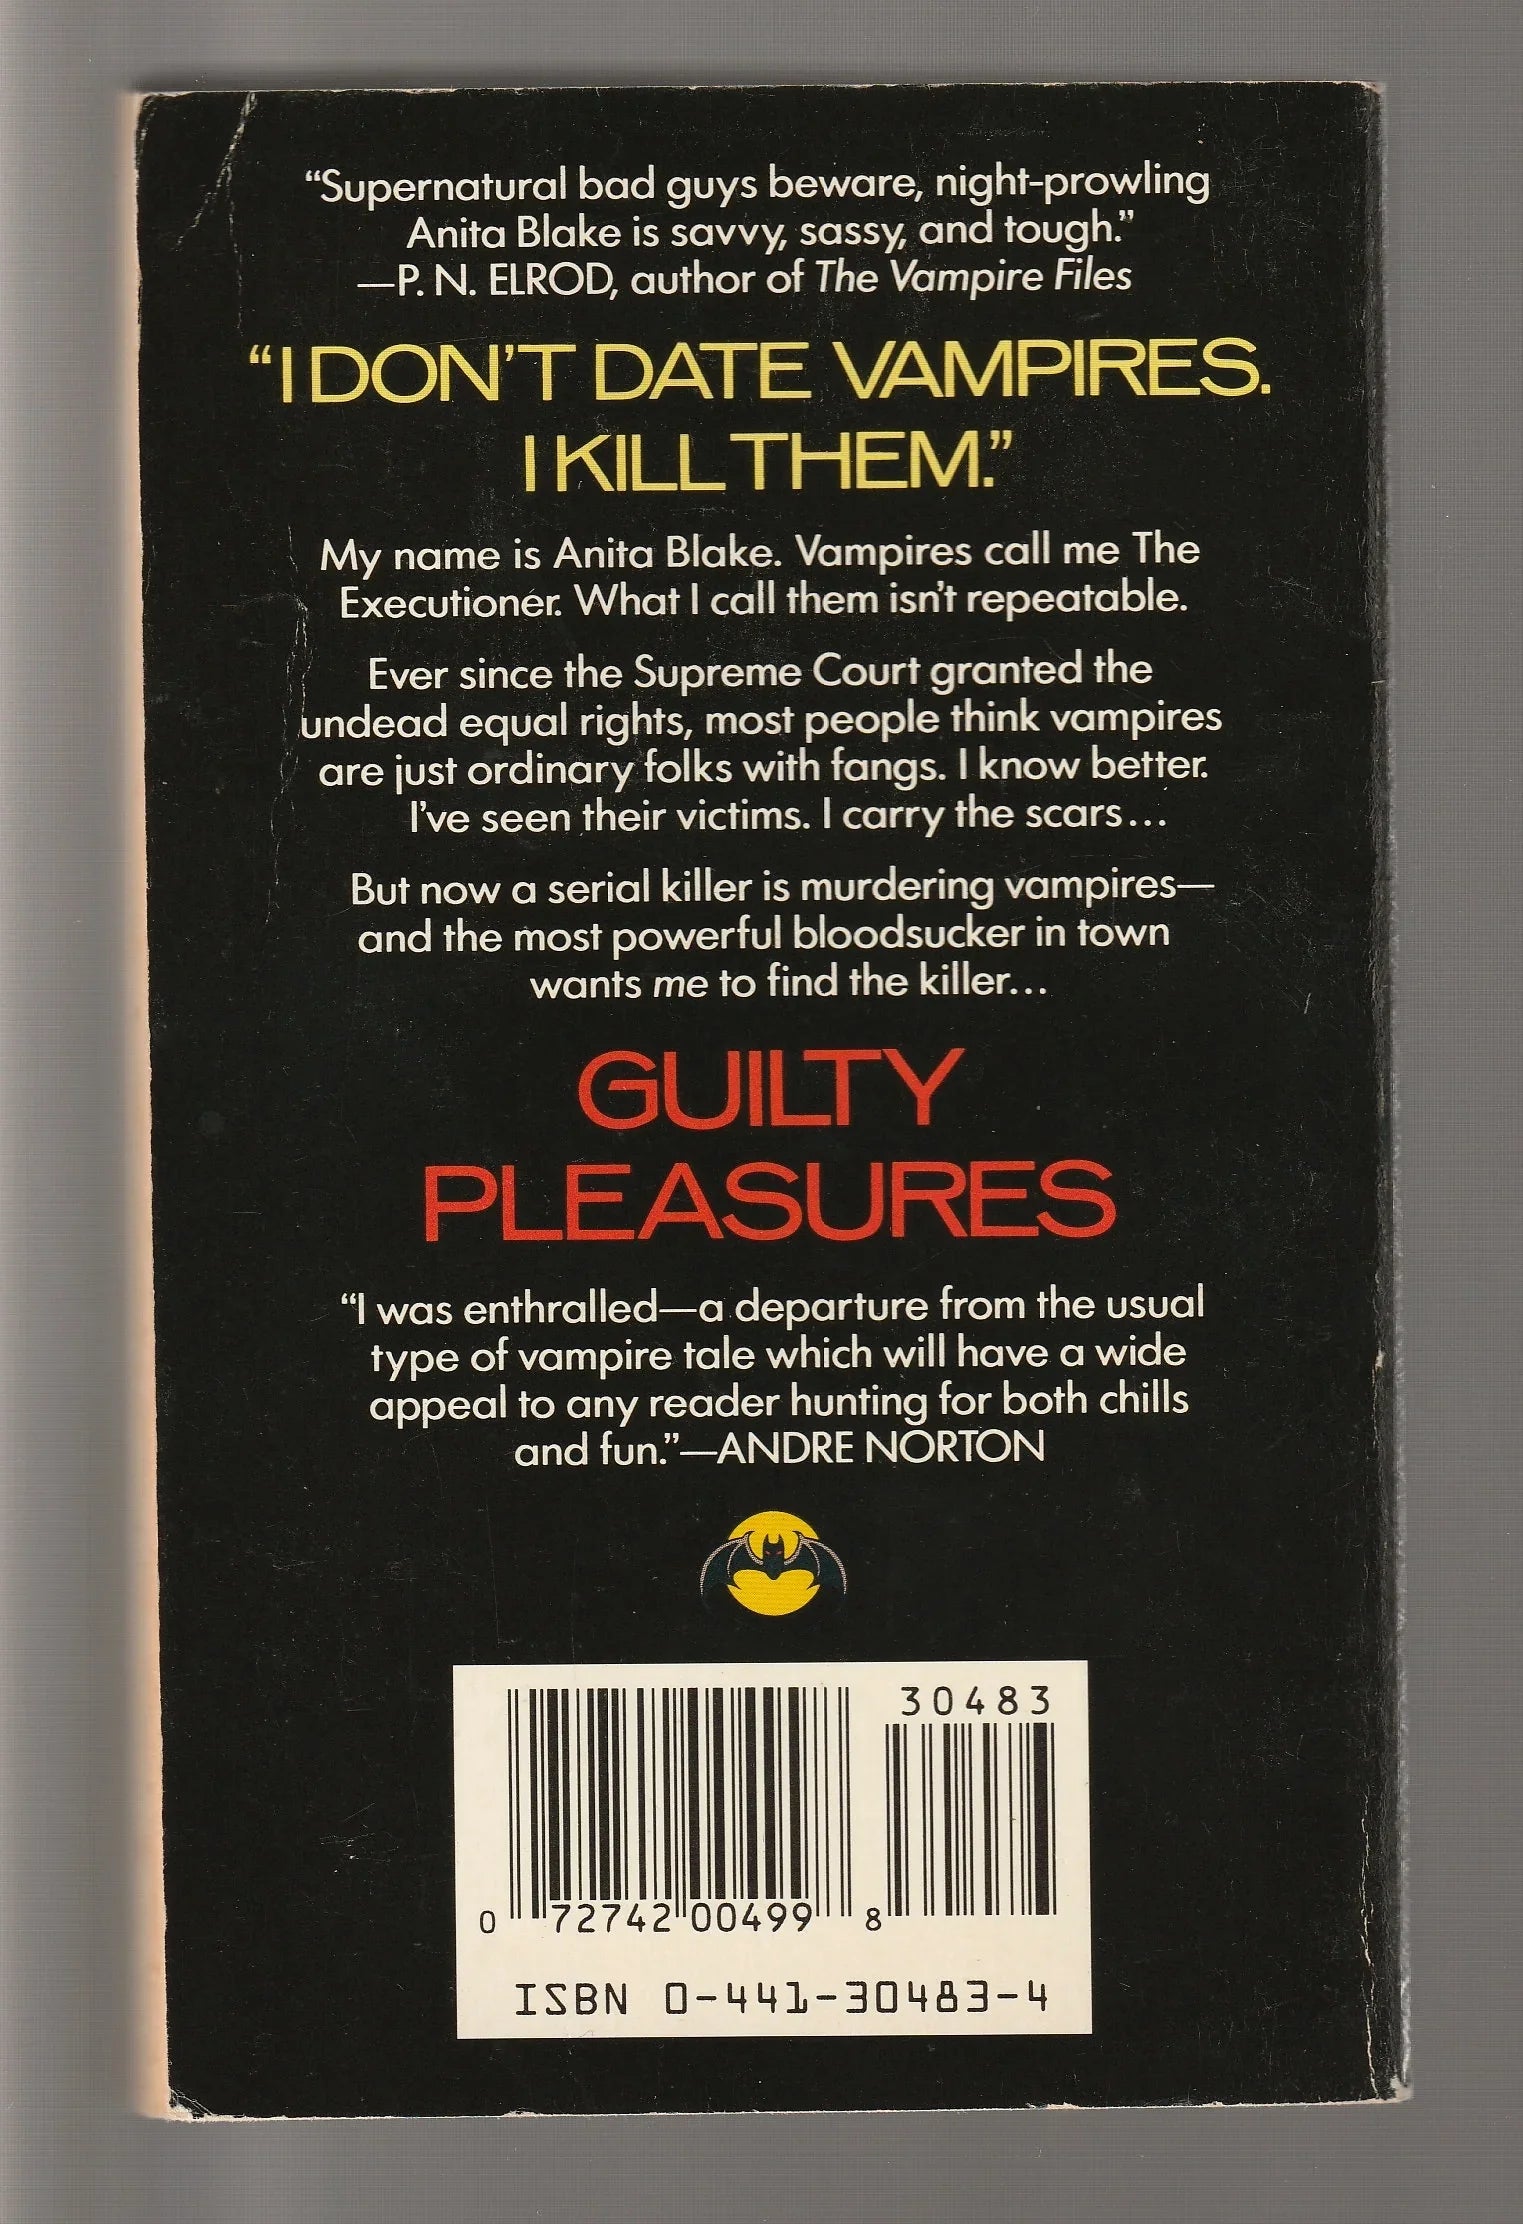 “Supernatural bad guys beware, night-prowling
Anita Blake is savvy, sassy, and tough.”
—P. N. ELROD, author of The Vampire Files
“I DON’T DATE VAMPIRES.
I KILL THEM.”
My name is Anita Blake. Vampires call me The
Executioner. What I call them isn’t repeatable.
Ever since the Supreme Court granted the
undead equal rights, most people think vampires
are just ordinary folks with fangs. I know better.
I’ve seen their victims. I carry the scars...
But now a serial killer is murdering vampires—
and the most powerful bloodsucker in town
wants me to find the killer...
GUILTY
PLEASURES
“I was enthralled—a departure from the usual
type of vampire tale which will have a wide
appeal to any reader hunting for both chills
and fun.”—ANDRE NORTON
30483
0 72742 00499 8
ISBN 0-441-30483-4